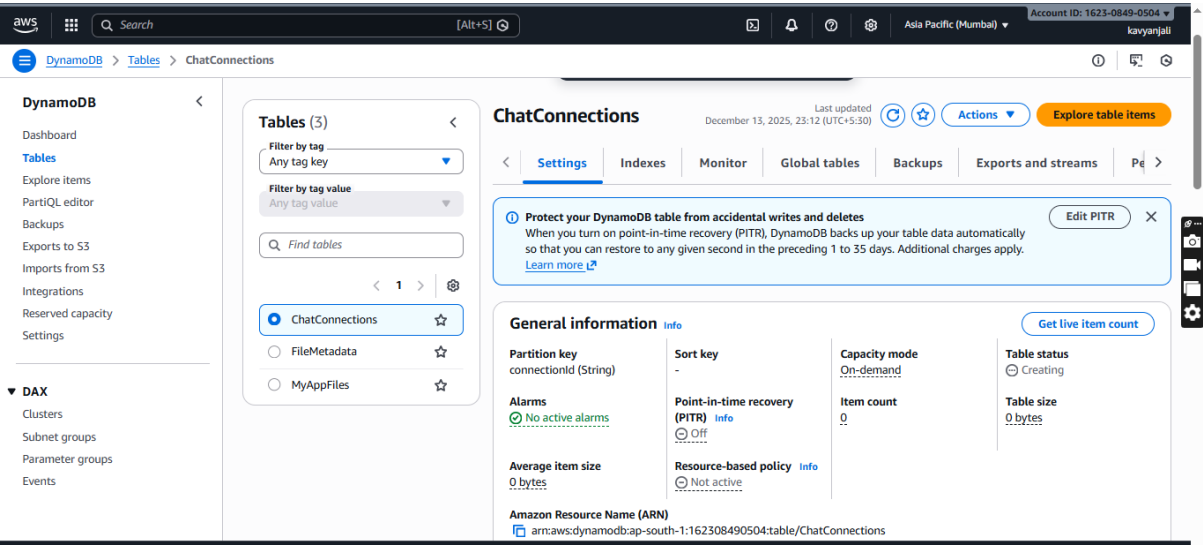 aws
Search
[Alt+S]
Asia Pacific (Mumbai)
Account ID: 1623-0849-0504
kavyanjali
DynamoDB > Tables > ChatConnections
DynamoDB
Dashboard
Tables
Explore items
PartiQL editor
Backups
Exports to S3
Imports from S3
Integrations
Reserved capacity
Settings
DAX
Clusters
Subnet groups
Parameter groups
Events
Tables (3)
Filter by tag
Any tag key
Filter by tag value
Any tag value
Find tables
1
ChatConnections
FileMetadata
MyAppFiles
ChatConnections
Last updated
December 13, 2025, 23:12 (UTC+5:30)
Actions
Explore table items
Settings
Indexes
Monitor
Global tables
Backups
Exports and streams
Pe
Protect your DynamoDB table from accidental writes and deletes
When you turn on point-in-time recovery (PITR), DynamoDB backs up your table data automatically
so that you can restore to any given second in the preceding 1 to 35 days. Additional charges apply.
Learn more
Edit PITR
General information Info
Get live item count
Partition key
connectionId (String)
Sort key
-
Capacity mode
On-demand
Table status
Creating
Alarms
No active alarms
Point-in-time recovery
(PITR) Info
Off
Item count
0
Table size
0 bytes
Average item size
0 bytes
Resource-based policy Info
Not active
Amazon Resource Name (ARN)
arn:aws:dynamodb:ap-south-1:162308490504:table/ChatConnections